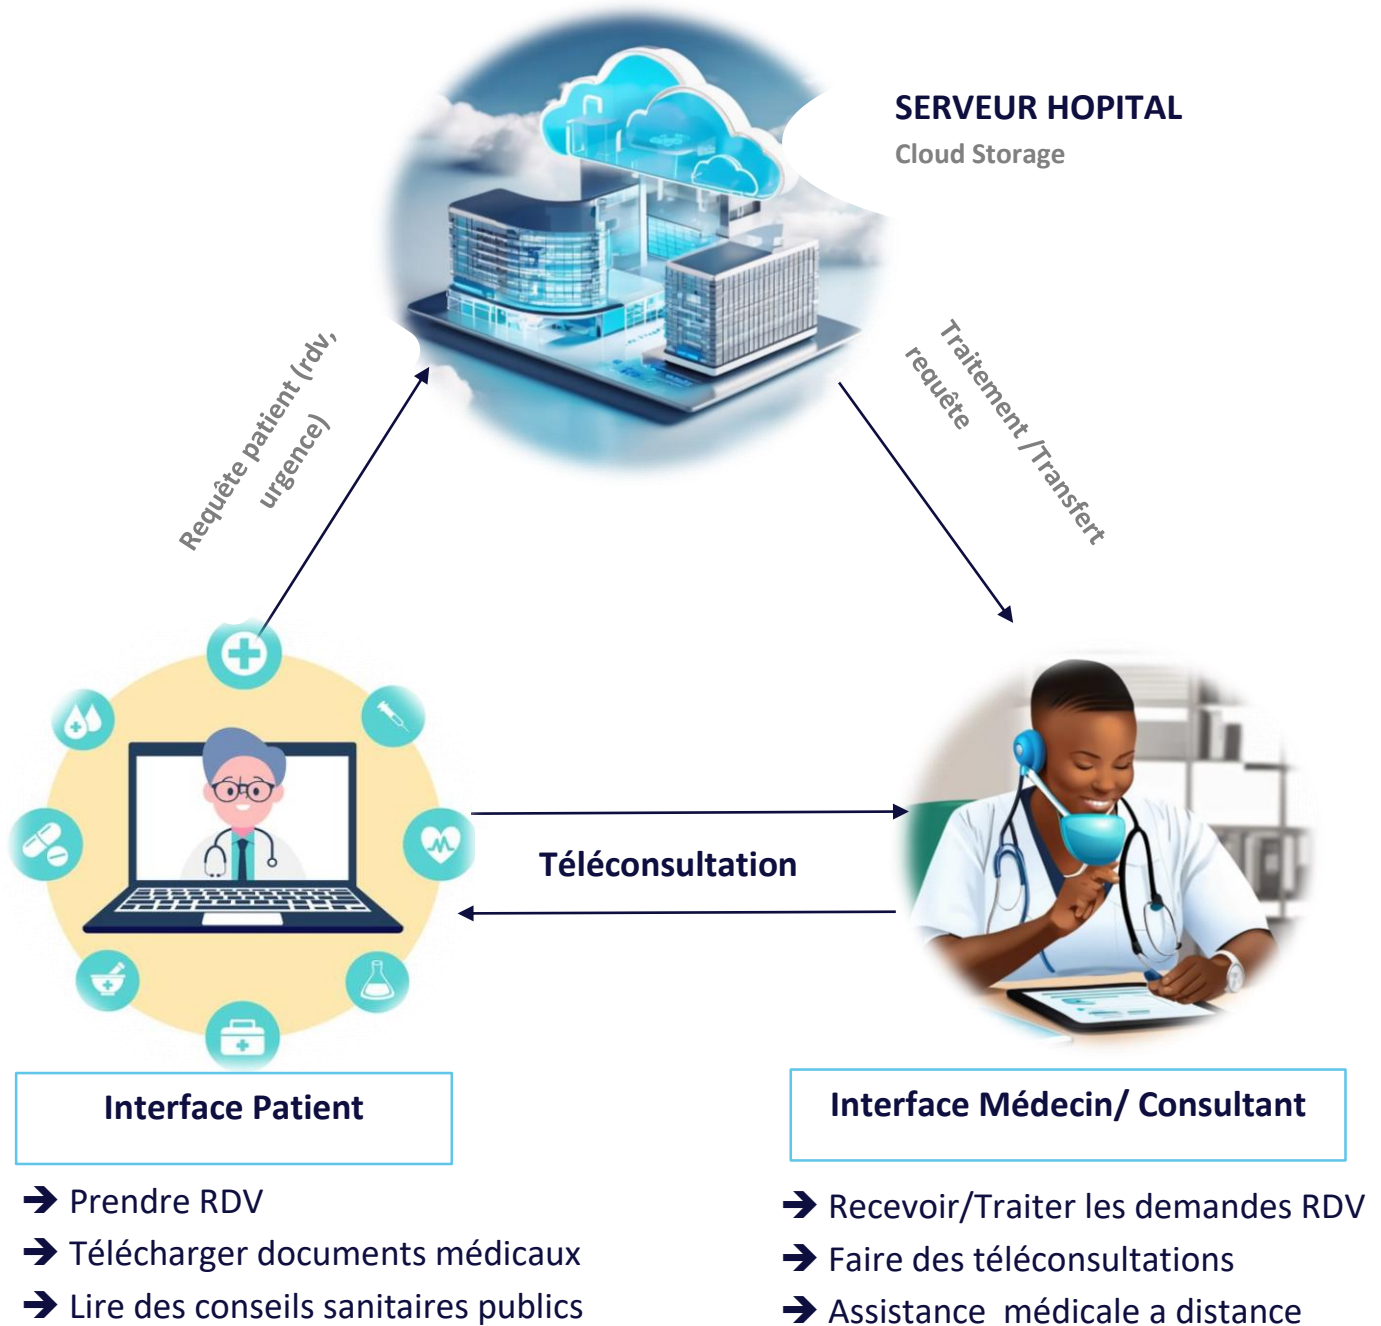 SERVEUR HOPITAL
Cloud Storage
Requête patient (rdv,
urgence)
Traitement /Transfert
requête
Téléconsultation
Interface Patient
➔ Prendre RDV
➔ Télécharger documents médicaux
➔ Lire des conseils sanitaires publics
Interface Médecin/ Consultant
➔ Recevoir/Traiter les demandes RDV
➔ Faire des téléconsultations
➔ Assistance  médicale a distance